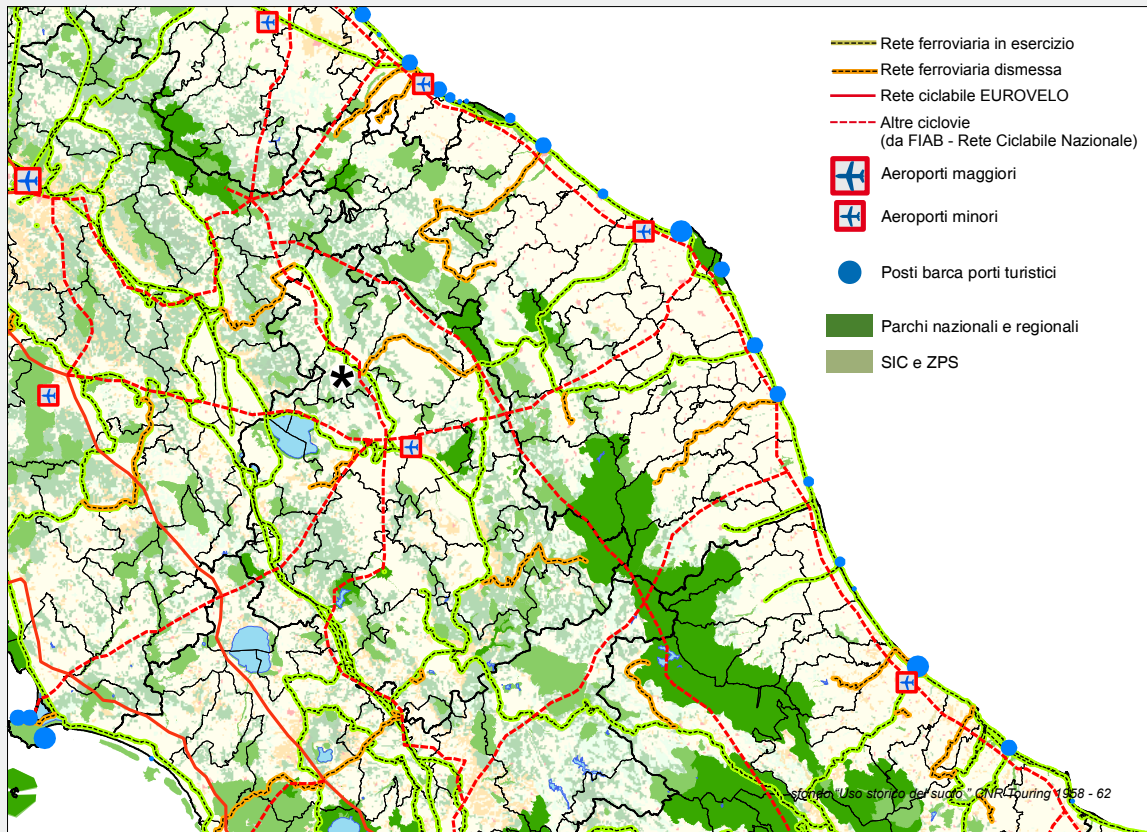 Rete ferroviaria in esercizio
Rete ferroviaria dismessa
Rete ciclabile EUROVELO
Altre ciclovie
(da FIAB - Rete Ciclabile Nazionale)
Aeroporti maggiori
Aeroporti minori
Posti barca porti turistici
Parchi nazionali e regionali
SIC e ZPS
*
sfondo "Uso storico del suolo " CNR Touring 1958 - 62